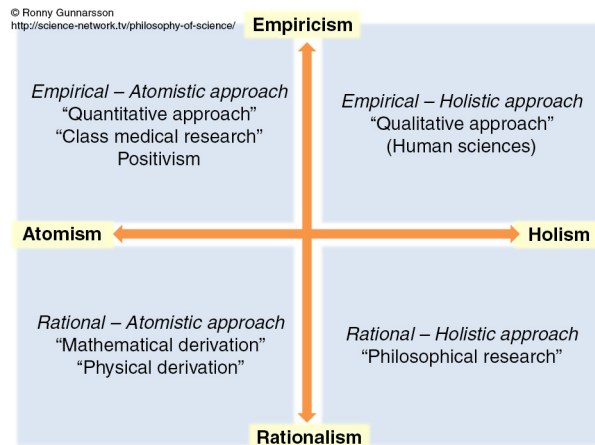 © Ronny Gunnarsson
http://science-network.tv/philosophy-of-science/
Empiricism
Empirical – Atomistic approach
“Quantitative approach”
“Class medical research”
Positivism
Empirical – Holistic approach
“Qualitative approach”
(Human sciences)
Atomism
Holism
Rational – Atomistic approach
“Mathematical derivation”
“Physical derivation”
Rational – Holistic approach
“Philosophical research”
Rationalism